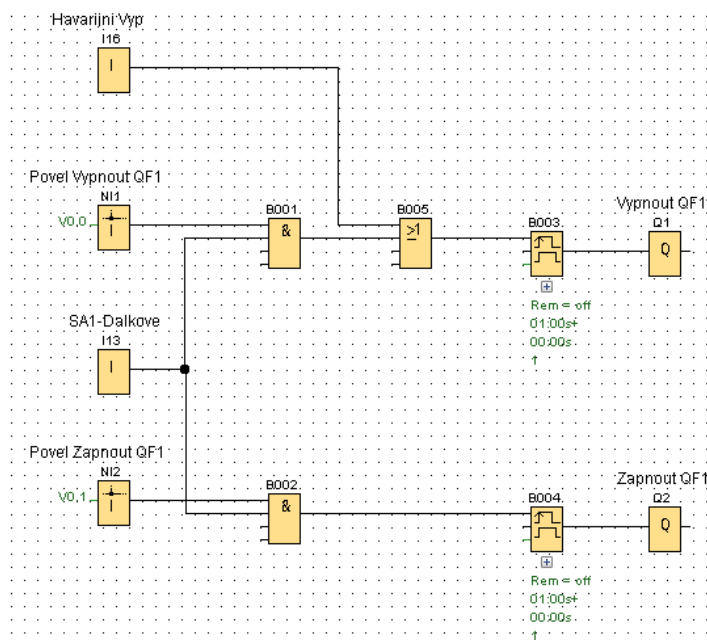 Havarijni Vyp
I16
I
Povel Vypnout QF1
NI1
V0,0
I
B001
&
B005
≥1
B003
Vypnout QF1
Q1
Q
Rem = off
01:00s+
00:00s
↑
SA1-Dalkove
I13
I
Povel Zapnout QF1
NI2
V0,1
I
B002
&
B004
Zapnout QF1
Q2
Q
Rem = off
01:00s+
00:00s
↑